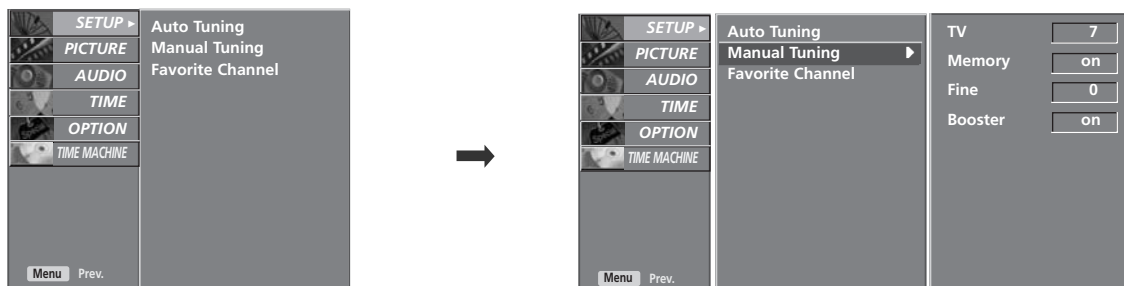 SETUP
PICTURE
AUDIO
TIME
OPTION
TIME MACHINE
Menu Prev.
Auto Tuning
Manual Tuning
Favorite Channel
SETUP
PICTURE
AUDIO
TIME
OPTION
TIME MACHINE
Menu Prev.
Auto Tuning
Manual Tuning
Favorite Channel
TV 7
Memory on
Fine 0
Booster on